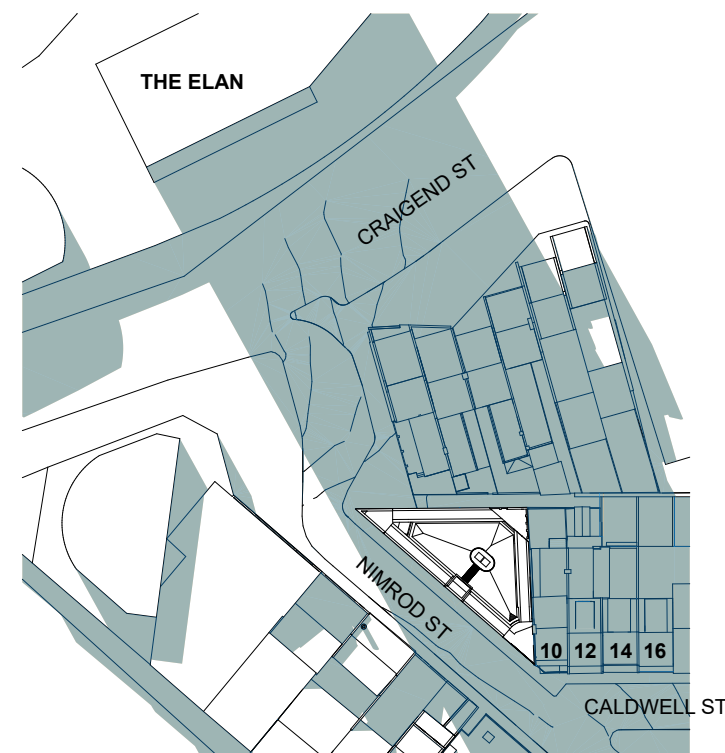 THE ELAN
CRAIGEND ST
NIMROD ST
10 12 14 16
CALDWELL ST